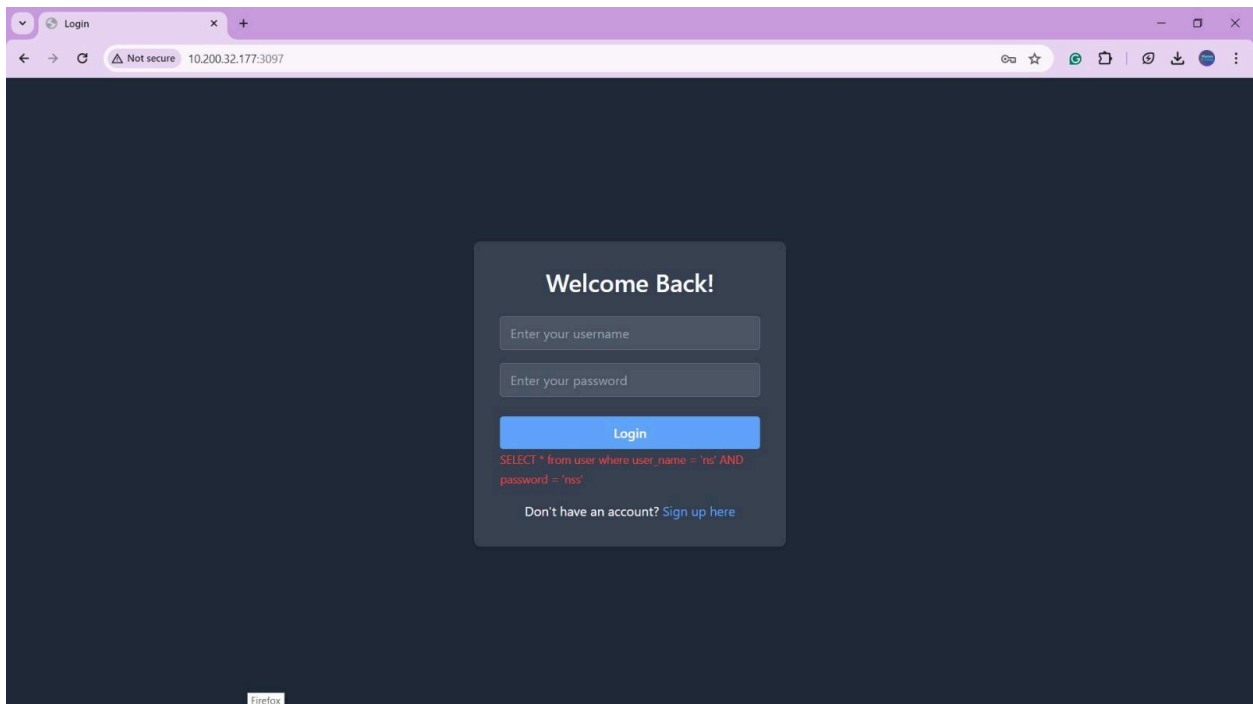 Login
Not secure 10.200.32.177:3097
Welcome Back!
Enter your username
Enter your password
Login
SELECT * from user where user_name = 'ns' AND
password = 'nss'
Don't have an account? Sign up here
Firefox